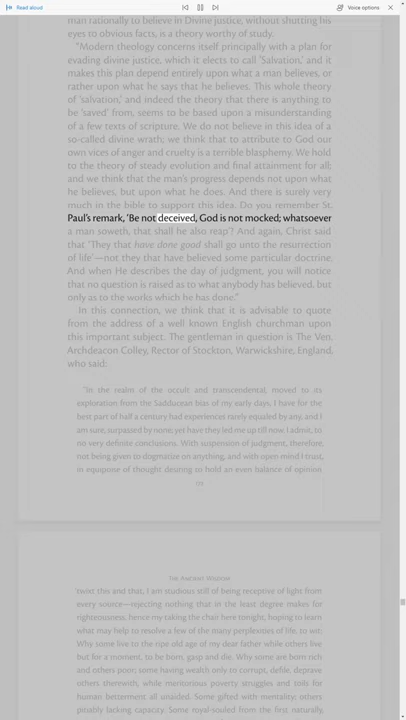 Read aloud
Voice options
man rationally to believe in Divine justice, without shutting his
eyes to obvious facts, is a theory worthy of study.
"Modern theology concerns itself principally with a plan for
evading divine justice, which it elects to call 'Salvation,' and it
makes this plan depend entirely upon what a man believes, or
rather upon what he says that he believes. This whole theory
of 'salvation,' and indeed the theory that there is anything to
be 'saved' from, seems to be based upon a misunderstanding
of a few texts of scripture. We do not believe in this idea of a
so-called divine wrath; we think that to attribute to God our
own vices of anger and cruelty is a terrible blasphemy. We hold
to the theory of steady evolution and final attainment for all;
and we think that the man's progress depends not upon what
he believes, but upon what he does. And there is surely very
much in the bible to support this idea. Do you remember St.
Paul's remark, 'Be not deceived, God is not mocked; whatsoever
a man soweth, that shall he also reap'? And again, Christ said
that 'They that have done good shall go unto the resurrection
of life'—not they that have believed some particular doctrine.
And when He describes the day of judgment, you will notice
that no question is raised as to what anybody has believed, but
only as to the works which he has done."
In this connection, we think that it is advisable to quote
from the address of a well known English churchman upon
this important subject. The gentleman in question is The Ven.
Archdeacon Colley, Rector of Stockton, Warwickshire, England,
who said:
"In the realm of the occult and transcendental, moved to its
exploration from the Sadducean bias of my early days, I have for the
best part of half a century had experiences rarely equaled by any, and I
am sure, surpassed by none; yet have they led me up till now I admit, to
no very definite conclusions. With suspension of judgment, therefore,
not being given to dogmatize on anything, and with open mind I trust,
in equipose of thought desiring to hold an even balance of opinion
The Ancient Wisdom
'twixt this and that, I am studious still of being receptive of light from
every source—rejecting nothing that in the least degree makes for
righteousness, hence my taking the chair here tonight, hoping to learn
what may help to resolve a few of the many perplexities of life, to wit:
Why some live to the ripe old age of my dear father while others live
but for a moment, to be born, gasp and die. Why some are born rich
and others poor; some having wealth only to corrupt, defile, deprave
others therewith, while meritorious poverty struggles and toils for
human betterment all unaided. Some gifted with mentality; others
pitiably lacking capacity. Some royal-souled from the first naturally,